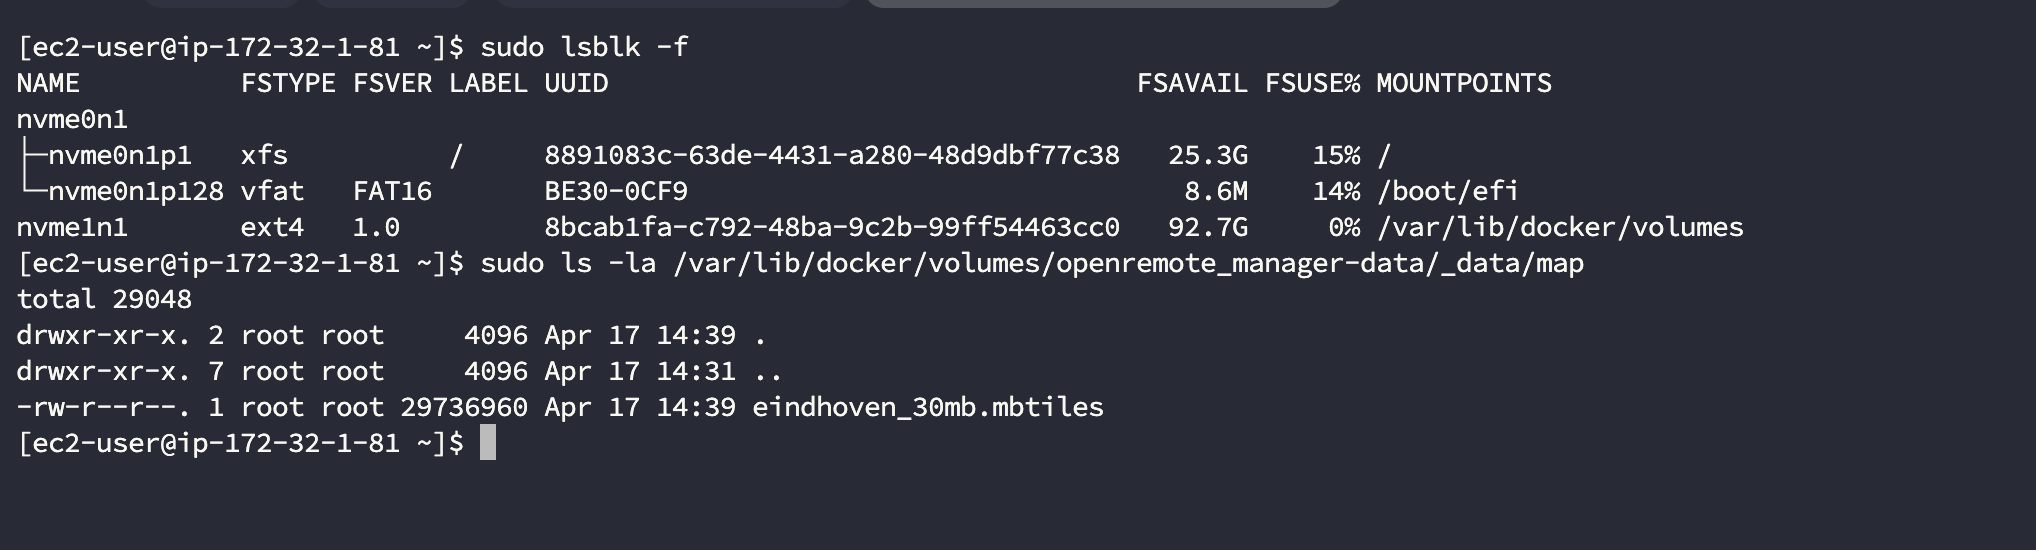 [ec2-user@ip-172-32-1-81 ~]$ sudo lsblk -f
NAME          FSTYPE FSVER LABEL UUID                                 FSAVAIL FSUSE% MOUNTPOINTS
nvme0n1
├─nvme0n1p1   xfs          /     8891083c-63de-4431-a280-48d9dbf77c38   25.3G    15% /
└─nvme0n1p128 vfat   FAT16       BE30-0CF9                               8.6M    14% /boot/efi
nvme1n1       ext4   1.0         8bcab1fa-c792-48ba-9c2b-99ff54463cc0   92.7G     0% /var/lib/docker/volumes
[ec2-user@ip-172-32-1-81 ~]$ sudo ls -la /var/lib/docker/volumes/openremote_manager-data/_data/map
total 29048
drwxr-xr-x. 2 root root     4096 Apr 17 14:39 .
drwxr-xr-x. 7 root root     4096 Apr 17 14:31 ..
-rw-r--r--. 1 root root 29736960 Apr 17 14:39 eindhoven_30mb.mbtiles
[ec2-user@ip-172-32-1-81 ~]$